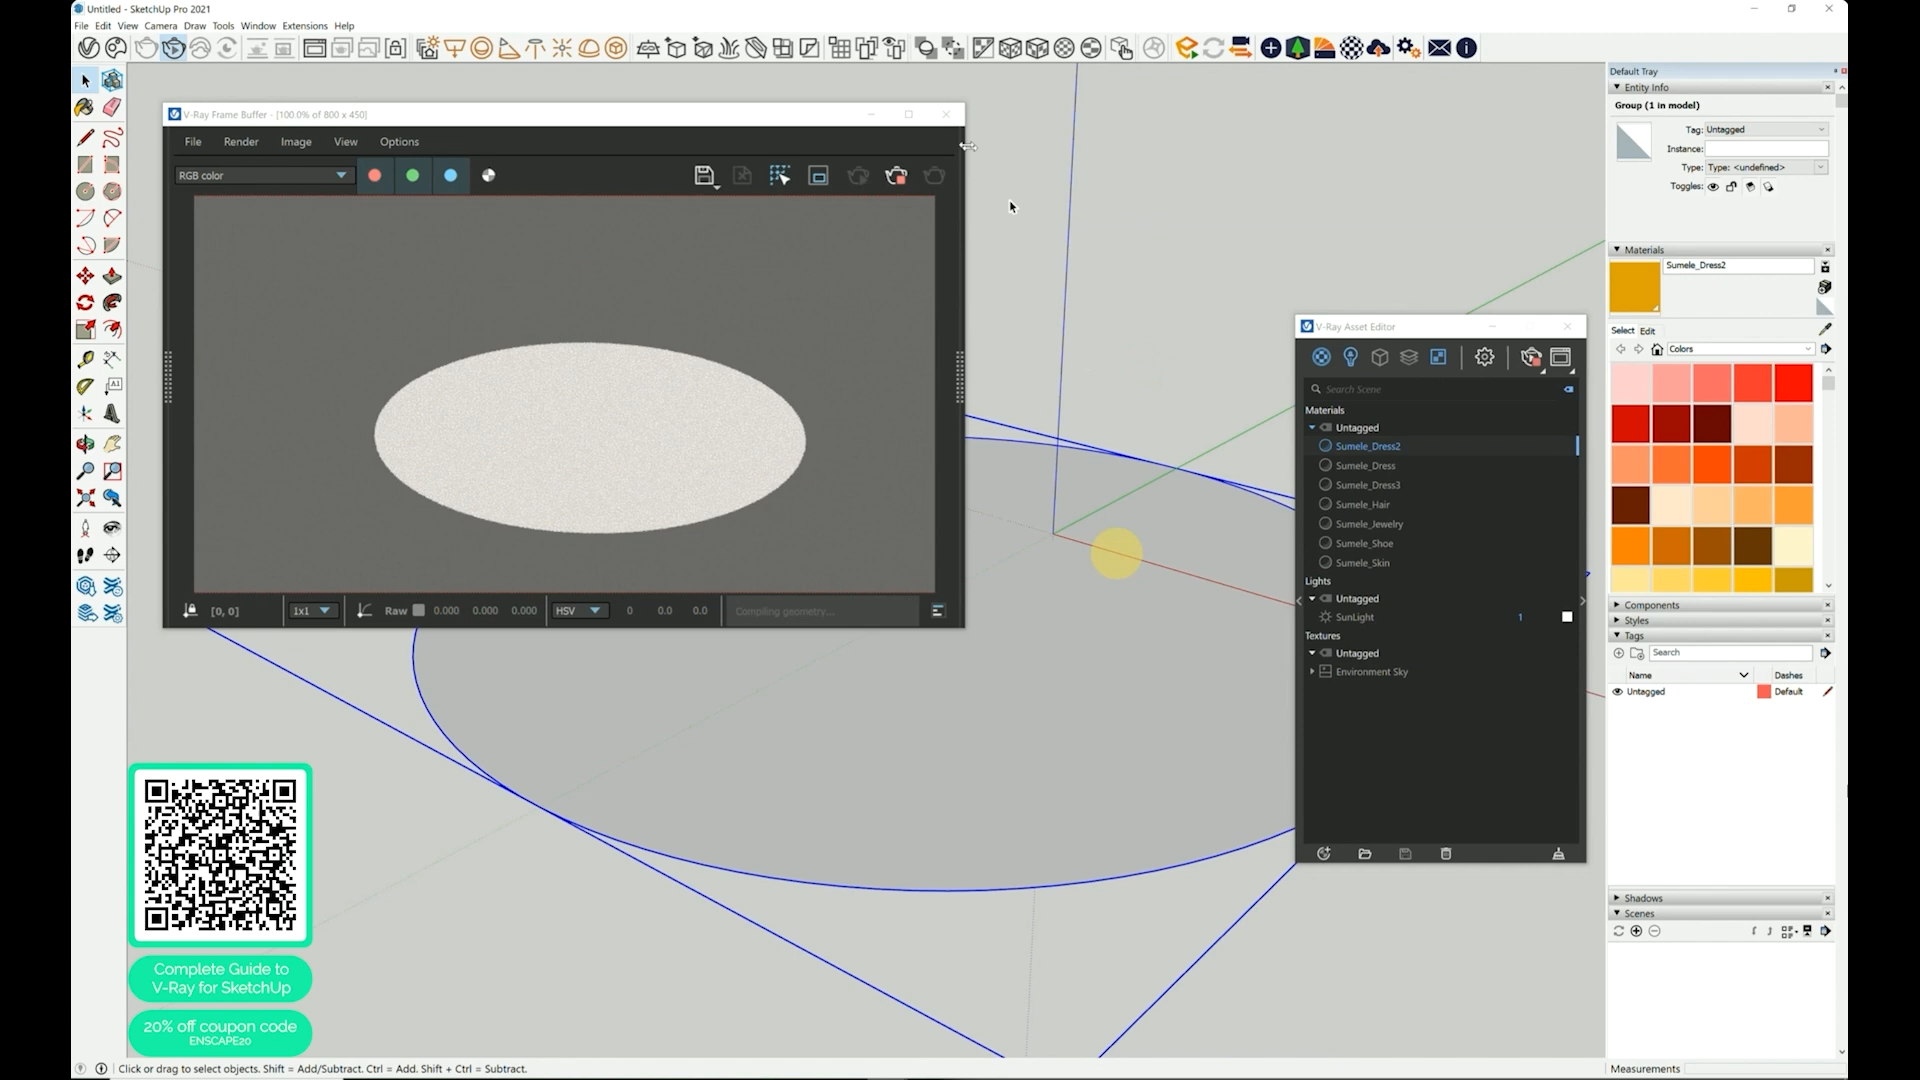 Untitled - SketchUp Pro 2021
File Edit View Camera Draw Tools Window Extensions Help
V-Ray Frame Buffer - [100.0% of 800 x 450]
File Render Image View Options
RGB color
[0, 0] 1x1 Raw 0.000 0.000 0.000 HSV 0 0.0 0.0 Compiling geometry...
A1
V-Ray Asset Editor
Search Scene
Materials
Untagged
Sumele_Dress2
Sumele_Dress
Sumele_Dress3
Sumele_Hair
Sumele_Jewelry
Sumele_Shoe
Sumele_Skin
Lights
Untagged
SunLight 1
Textures
Untagged
Environment Sky
Default Tray
Entity Info
Group (1 in model)
Tag: Untagged
Instance:
Type: Type: <undefined>
Toggles:
Materials
Sumele_Dress2
Select Edit
Colors
Components
Styles
Tags
Search
Name Dashes
Untagged Default
Shadows
Scenes
Complete Guide to
V-Ray for SketchUp
20% off coupon code
ENSCAPE20
Click or drag to select objects. Shift = Add/Subtract. Ctrl = Add. Shift + Ctrl = Subtract.
Measurements